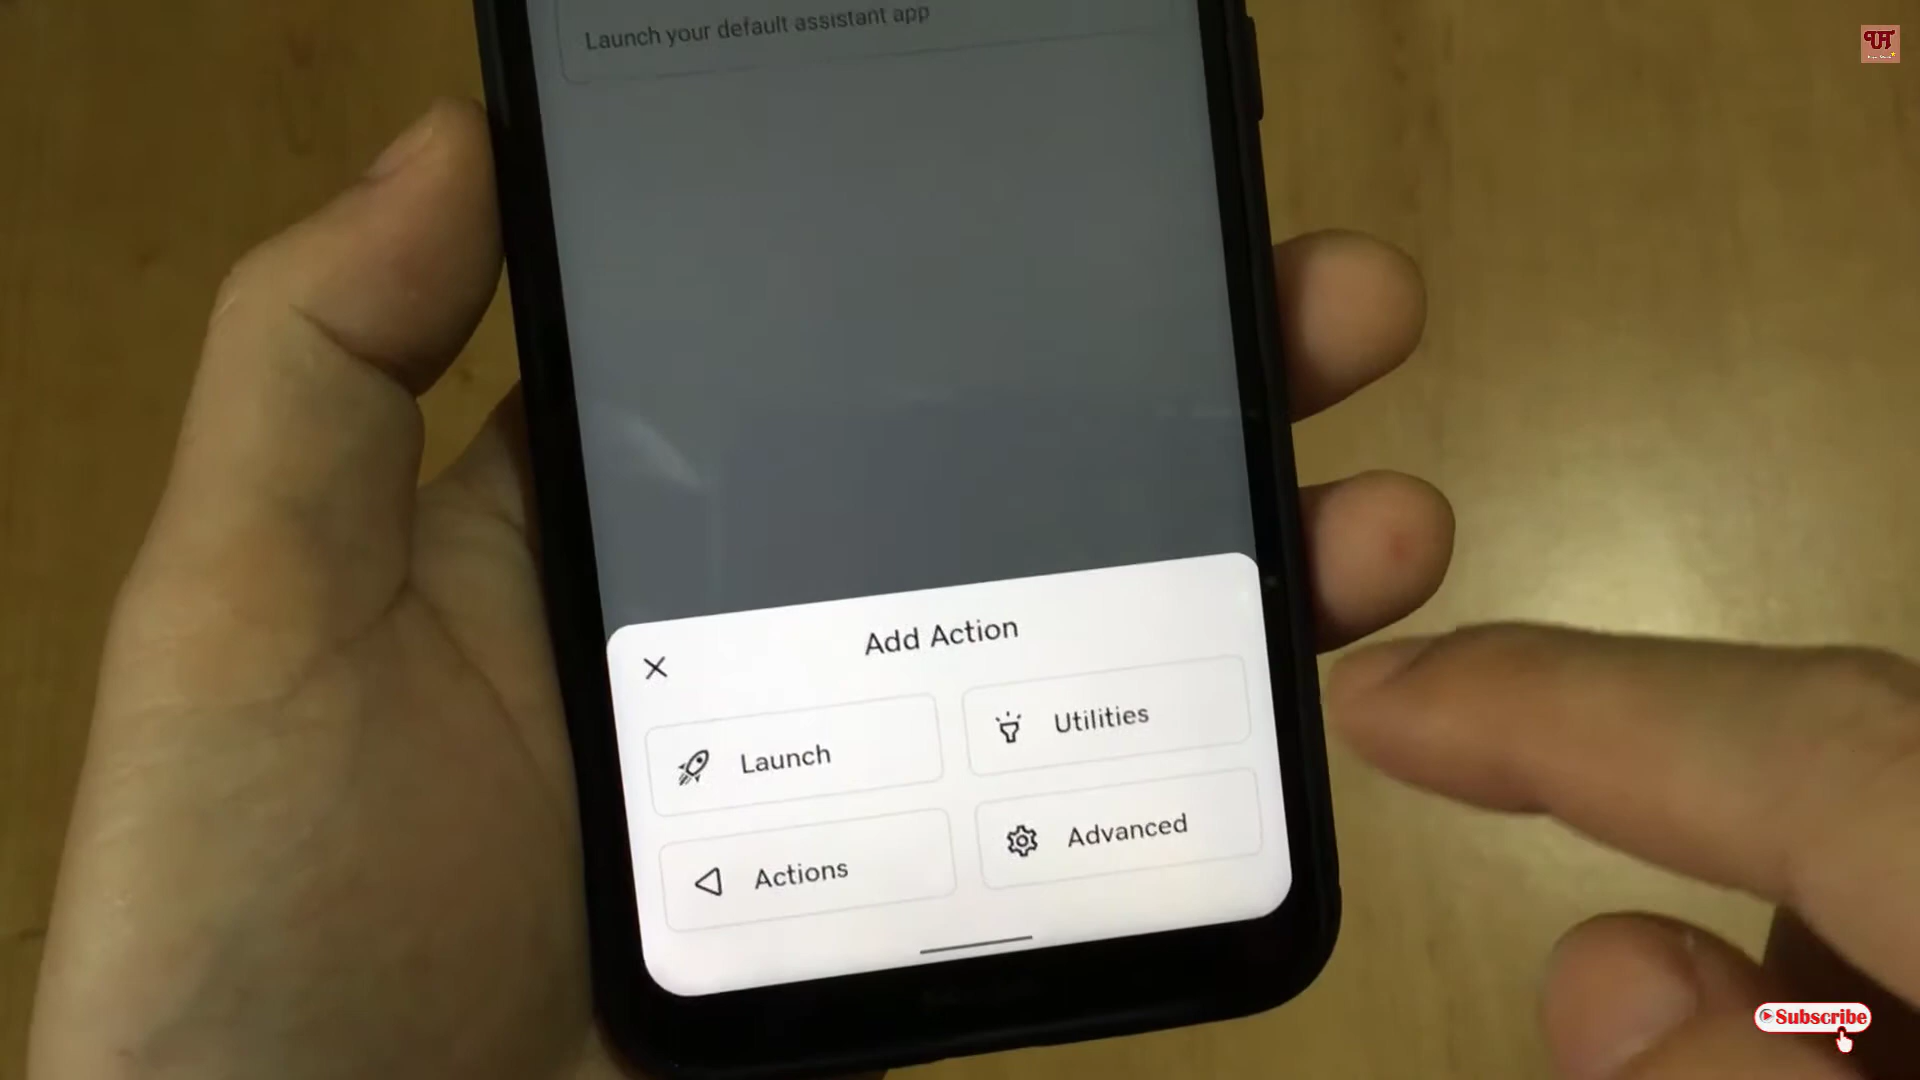 Launch your default assistant app
Add Action
Launch
Utilities
Actions
Advanced
Subscribe